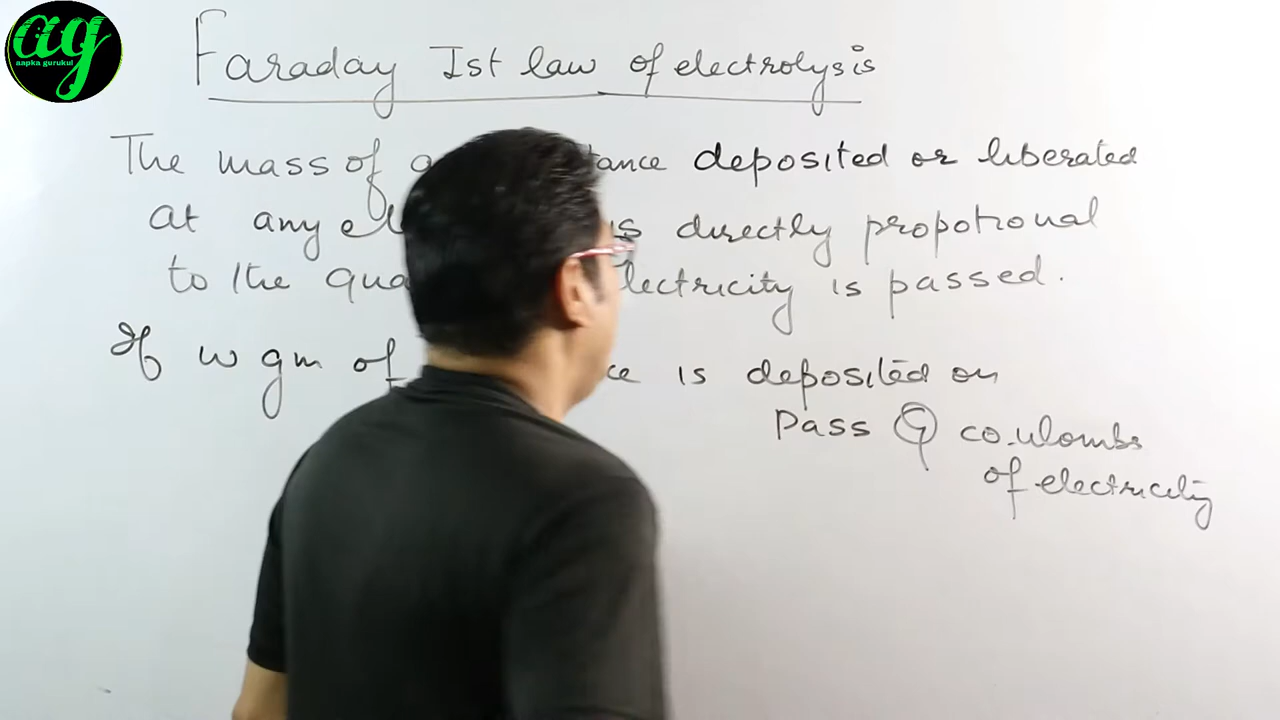 ag
aapka gurukul
Faraday Ist law of electrolysis
The mass of tance deposited or liberated
at any el s directly propotional
to the qua lectricity is passed.
If w gm of ce is deposited on
Pass Q coulombs
of electricity